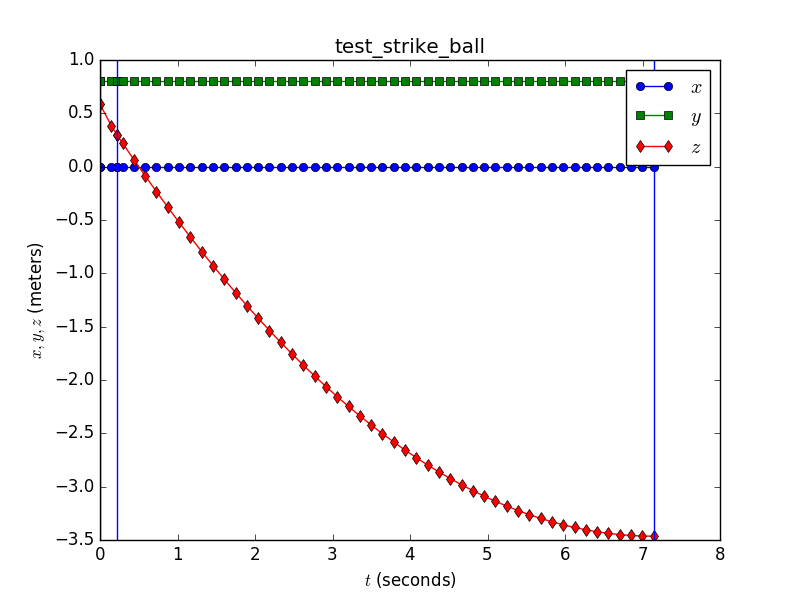 test_strike_ball
1.0
0.5
0.0
−0.5
−1.0
−1.5
−2.0
−2.5
−3.0
−3.5
x, y, z (meters)
x
y
z
0 1 2 3 4 5 6 7 8
t (seconds)